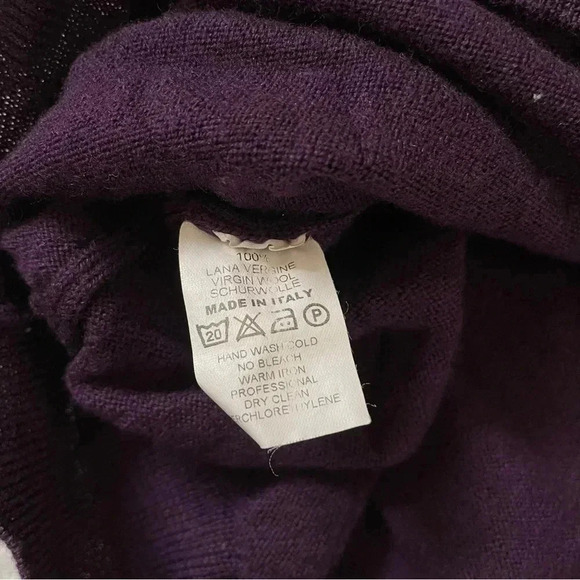 100%
LANA VERGINE
VIRGIN WOOL
SCHURWOLLE
MADE IN ITALY
20 P
HAND WASH COLD
NO BLEACH
WARM IRON
PROFESSIONAL
DRY CLEAN
ERCHLORETHYLENE